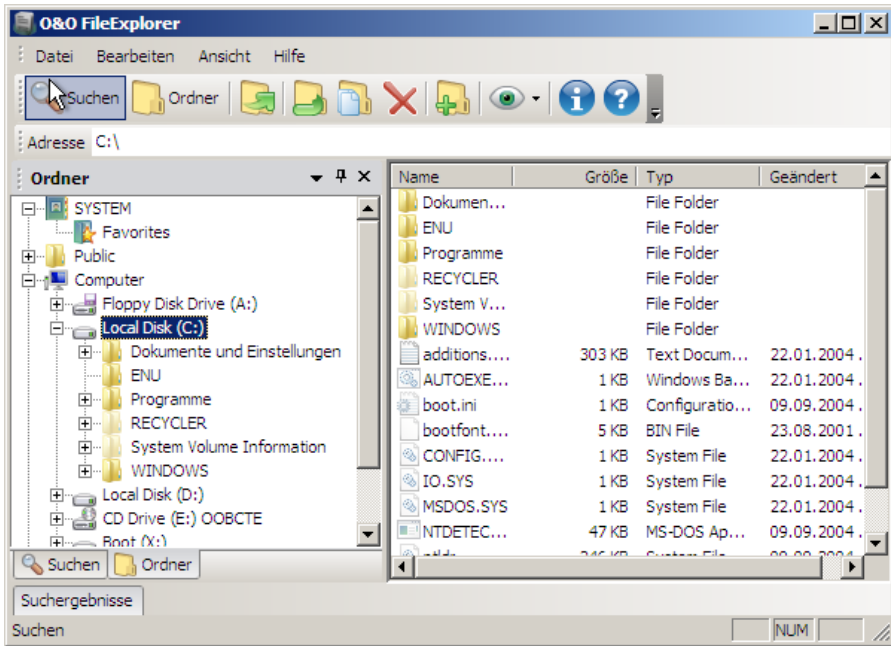 O&O FileExplorer
Datei Bearbeiten Ansicht Hilfe
Suchen Ordner
Adresse C:\
Ordner
SYSTEM
Favorites
Public
Computer
Floppy Disk Drive (A:)
Local Disk (C:)
Dokumente und Einstellungen
ENU
Programme
RECYCLER
System Volume Information
WINDOWS
Local Disk (D:)
CD Drive (E:) OOBCTE
Boot (X:)
Suchen Ordner
Name Größe Typ Geändert
Dokumen... File Folder
ENU File Folder
Programme File Folder
RECYCLER File Folder
System V... File Folder
WINDOWS File Folder
additions.... 303 KB Text Docum... 22.01.2004 .
AUTOEXE... 1 KB Windows Ba... 22.01.2004 .
boot.ini 1 KB Configuratio... 09.09.2004 .
bootfont.... 5 KB BIN File 23.08.2001 .
CONFIG.... 1 KB System File 22.01.2004 .
IO.SYS 1 KB System File 22.01.2004 .
MSDOS.SYS 1 KB System File 22.01.2004 .
NTDETEC... 47 KB MS-DOS Ap... 09.09.2004 .
Suchergebnisse
Suchen NUM